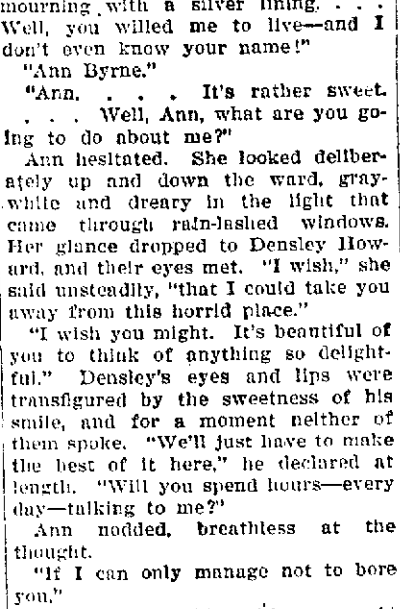 mourning with a silver lining. . . .
Well, you willed me to live—and I
don't even know your name!"
"Ann Byrne."
"Ann. . . . It's rather sweet.
. . . Well, Ann, what are you go-
ing to do about me?"
Ann hesitated. She looked deliber-
ately up and down the ward, gray-
white and dreary in the light that
came through rain-lashed windows.
Her glance dropped to Densley How-
ard, and their eyes met. "I wish," she
said unsteadily, "that I could take you
away from this horrid place."
"I wish you might. It's beautiful of
you to think of anything so delight-
ful." Densley's eyes and lips were
transfigured by the sweetness of his
smile, and for a moment neither of
them spoke. "We'll just have to make
the best of it here," he declared at
length. "Will you spend hours—every
day—talking to me?"
Ann nodded, breathless at the
thought.
"If I can only manage not to bore
you."